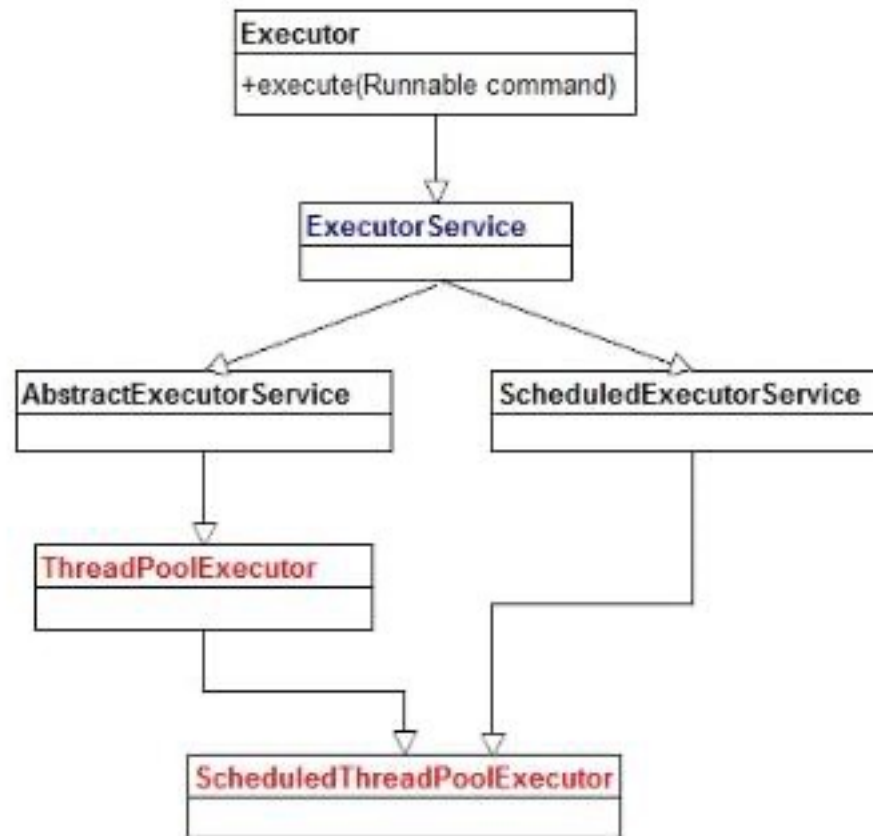 Executor
+execute(Runnable command)
ExecutorService
AbstractExecutorService
ScheduledExecutorService
ThreadPoolExecutor
ScheduledThreadPoolExecutor